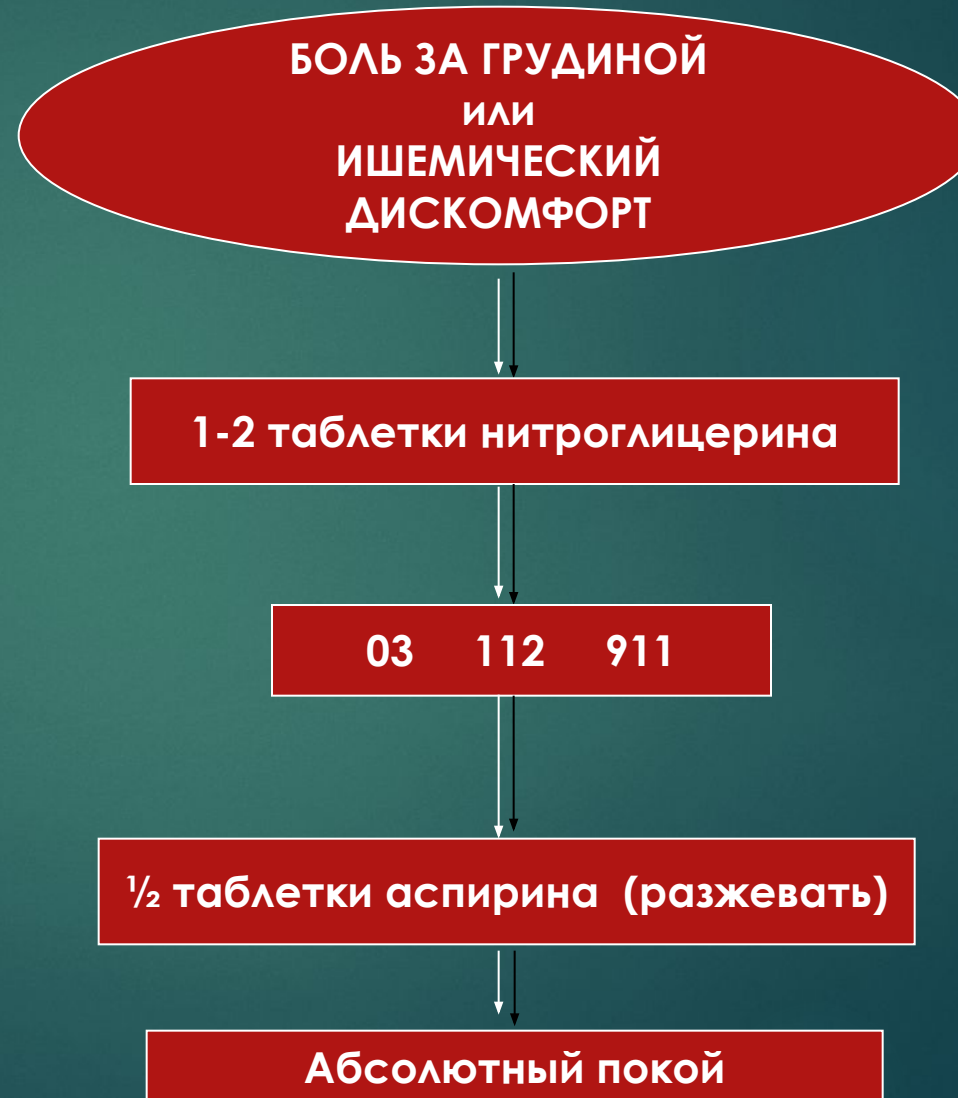 БОЛЬ ЗА ГРУДИНОЙ
или
ИШЕМИЧЕСКИЙ
ДИСКОМФОРТ
1-2 таблетки нитроглицерина
03 112 911
½ таблетки аспирина (разжевать)
Абсолютный покой